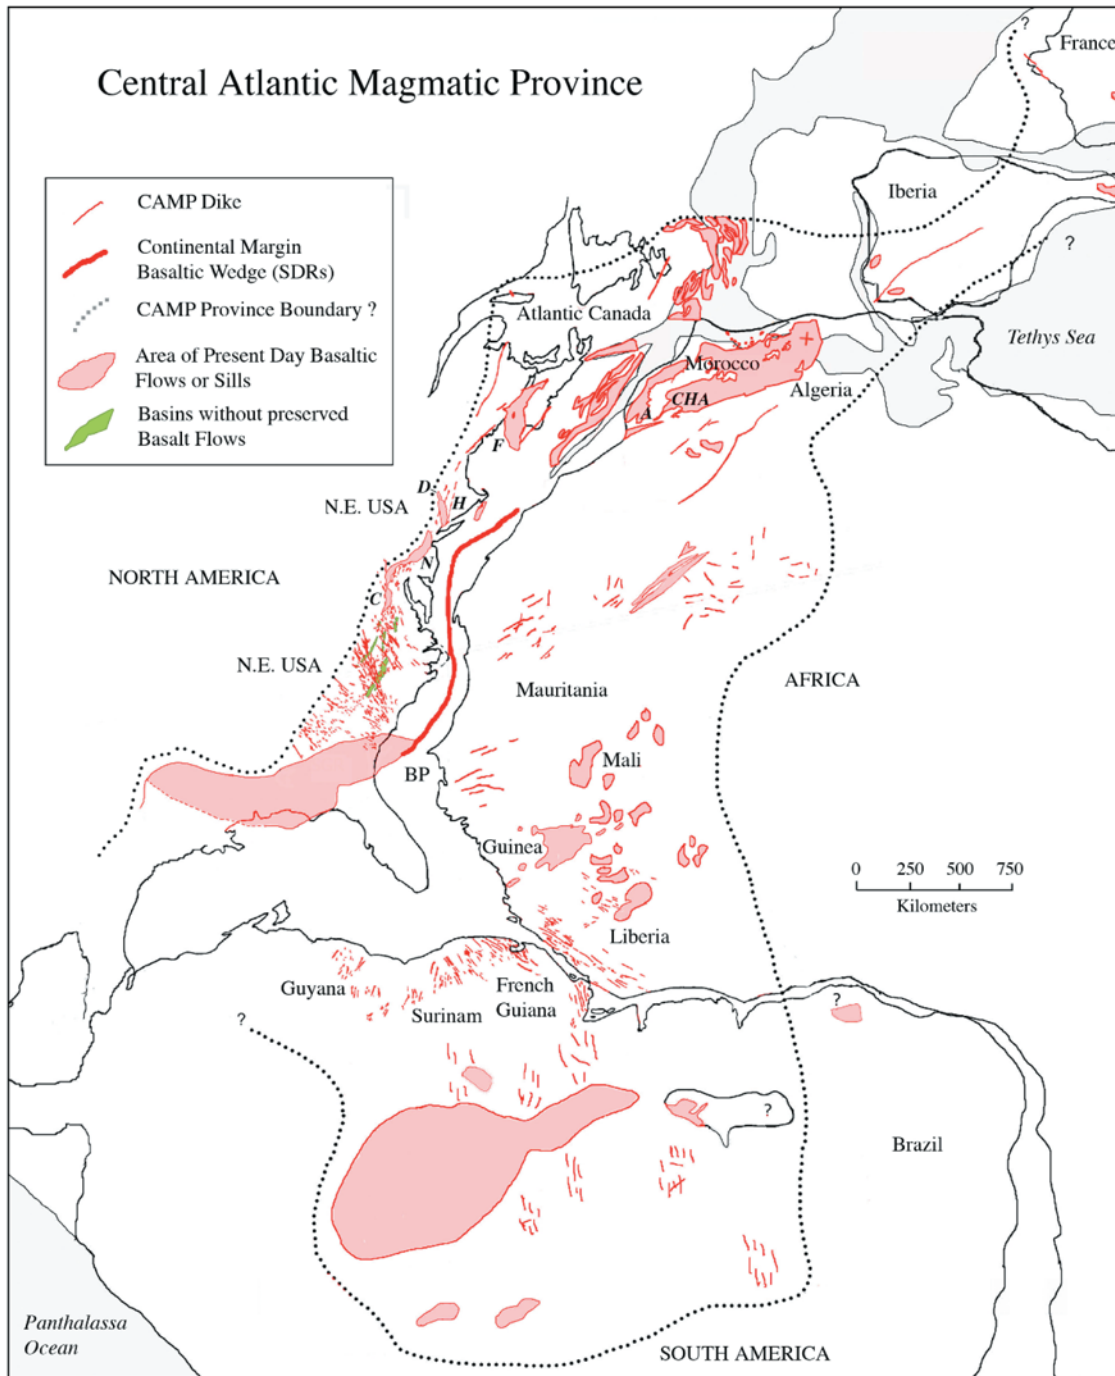 Central Atlantic Magmatic Province
CAMP Dike
Continental Margin
Basaltic Wedge (SDRs)
CAMP Province Boundary ?
Area of Present Day Basaltic
Flows or Sills
Basins without preserved
Basalt Flows
?
France
Iberia
?
Tethys Sea
Atlantic Canada
Morocco
Algeria
CHA
A
F
D
H
N.E. USA
N
NORTH AMERICA
C
N.E. USA
AFRICA
Mauritania
BP
Mali
Guinea
0 250 500 750
Kilometers
Liberia
Guyana
French
Guiana
Surinam
?
?
?
Brazil
Panthalassa
Ocean
SOUTH AMERICA